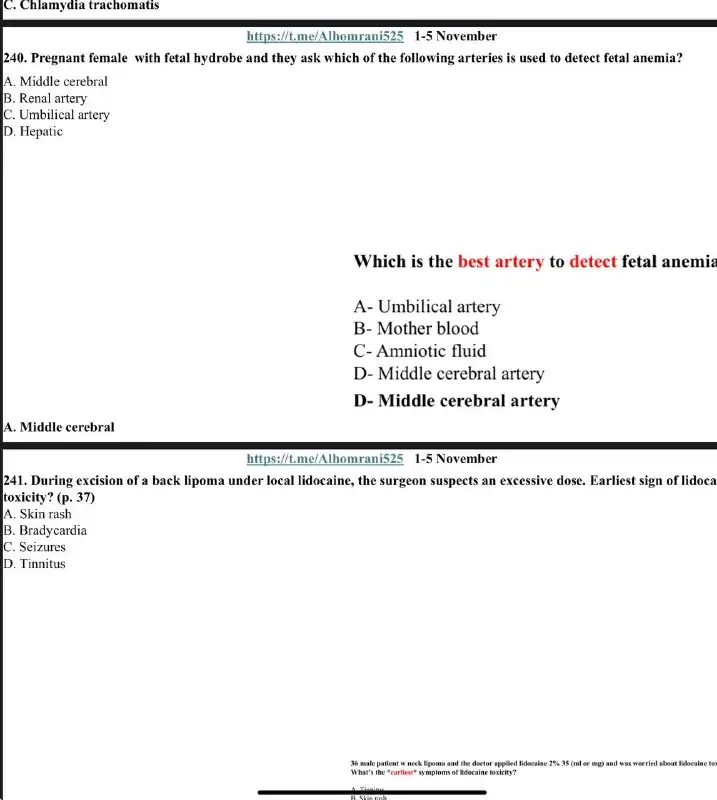 C. Chlamydia trachomatis
https://t.me/Alhomrani525 1-5 November
240. Pregnant female with fetal hydrobe and they ask which of the following arteries is used to detect fetal anemia?
A. Middle cerebral
B. Renal artery
C. Umbilical artery
D. Hepatic
Which is the best artery to detect fetal anemia
A- Umbilical artery
B- Mother blood
C- Amniotic fluid
D- Middle cerebral artery
D- Middle cerebral artery
A. Middle cerebral
https://t.me/Alhomrani525 1-5 November
241. During excision of a back lipoma under local lidocaine, the surgeon suspects an excessive dose. Earliest sign of lidoca
toxicity? (p. 37)
A. Skin rash
B. Bradycardia
C. Seizures
D. Tinnitus
36 male patient w neck lipoma and the doctor applied lidocaine 2% 35 (ml or mg) and was worried about lidocaine to
What's the *earliest* symptoms of lidocaine toxicity?
A. Tinnitus
B. Skin rash